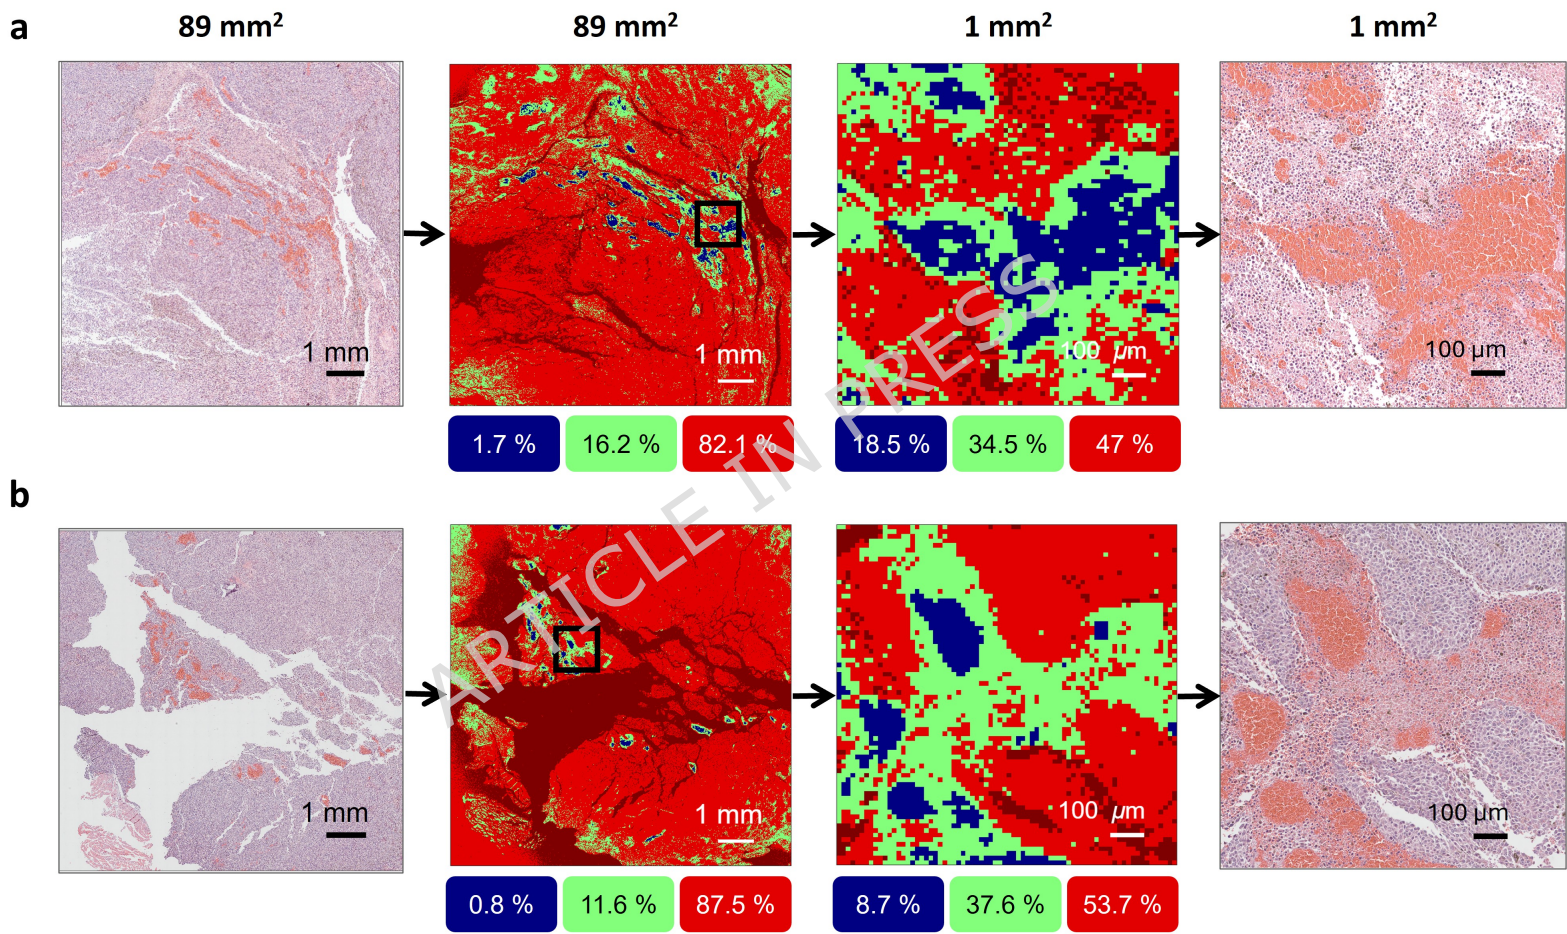 a
89 mm²
89 mm²
1 mm²
1 mm²
1 mm
1 mm
100 µm
100 µm
1.7 %
16.2 %
82.1 %
18.5 %
34.5 %
47 %
b
1 mm
1 mm
100 µm
100 µm
0.8 %
11.6 %
87.5 %
8.7 %
37.6 %
53.7 %
ARTICLE IN PRESS